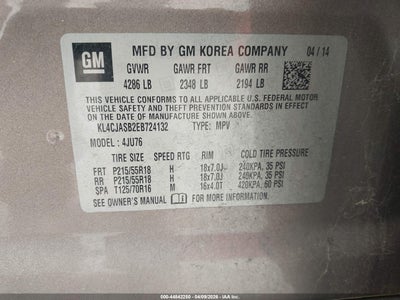 GM
MFD BY GM KOREA COMPANY 04/14
GVWR GAWR FRT GAWR RR
4286 LB 2348 LB 2194 LB
THIS VEHICLE CONFORMS TO ALL APPLICABLE U.S. FEDERAL MOTOR
VEHICLE SAFETY AND THEFT PREVENTION STANDARDS IN EFFECT
ON THE DATE OF MANUFACTURE SHOWN ABOVE.
KL4CJASB2EB724132 TYPE: MPV
MODEL: 4JU76
TIRE SIZE SPEED RTG RIM COLD TIRE PRESSURE
FRT P215/55R18 H 18x7.0J 240KPA, 35 PSI
RR P215/55R18 H 18x7.0J 240KPA, 35 PSI
SPA T125/70R16 M 16x4.0T 420KPA, 60 PSI
SEE OWNER'S MANUAL FOR ADDITIONAL INFORMATION
000-44642250 - 04/09/2026 - IAAI.COM